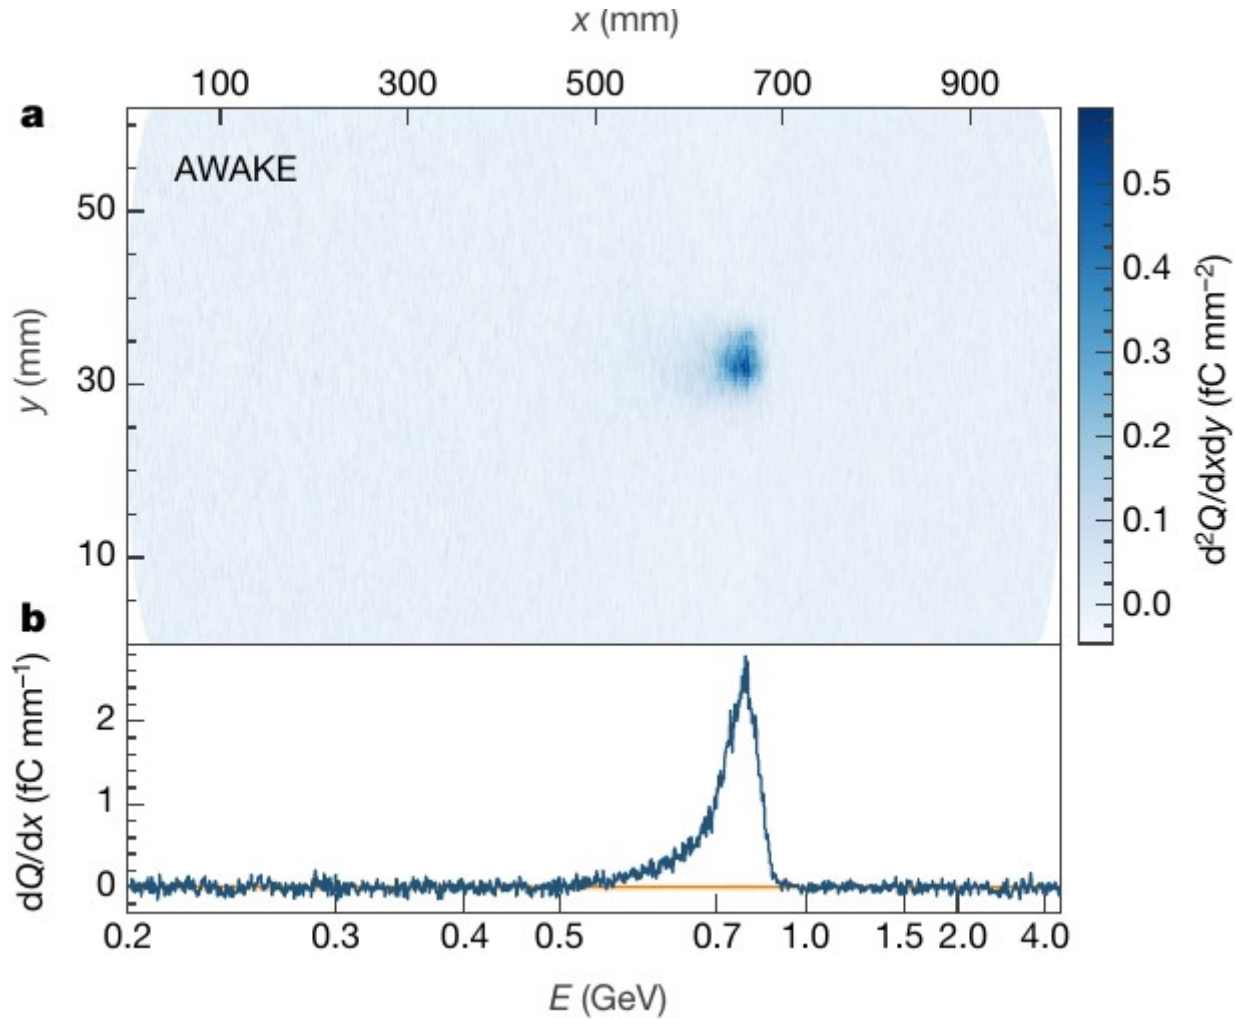 x (mm)
100 300 500 700 900
a
AWAKE
50
30
10
y (mm)
0.5
0.4
0.3
0.2
0.1
0.0
d²Q/dxdy (fC mm⁻²)
b
2
1
0
dQ/dx (fC mm⁻¹)
0.2 0.3 0.4 0.5 0.7 1.0 1.5 2.0 4.0
E (GeV)